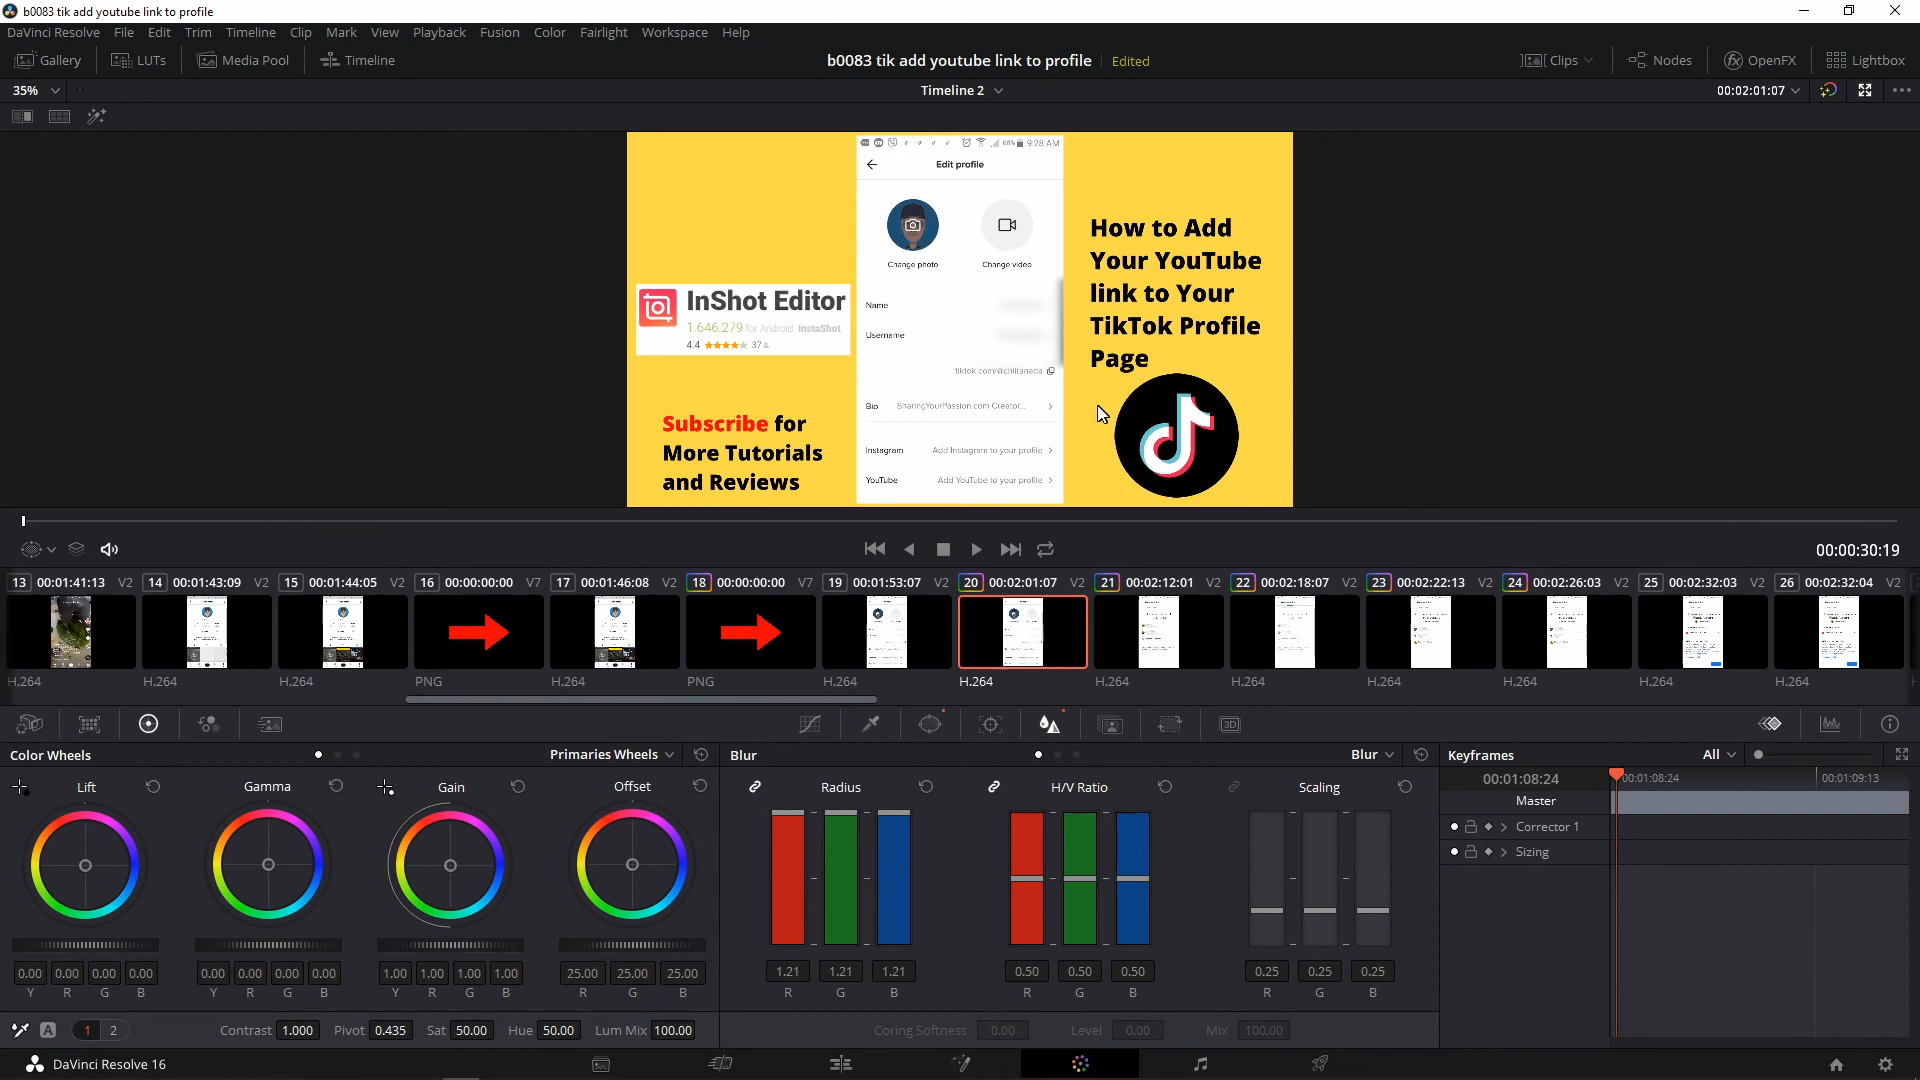 b0083 tik add youtube link to profile
DaVinci Resolve File Edit Trim Timeline Clip Mark View Playback Fusion Color Fairlight Workspace Help
Gallery LUTs Media Pool Timeline b0083 tik add youtube link to profile Edited Clips Nodes OpenFX Lightbox
35% Timeline 2 00:02:01:07
68% 9:28 AM
Edit profile
Change photo Change video
Name
Username
tiktok.com/@chiltanada
Bio SharingYourPassion.com Creator...
Instagram Add Instagram to your profile
YouTube Add YouTube to your profile
InShot Editor
1.646.279 for Android InstaShot
4.4 37
Subscribe for
More Tutorials
and Reviews
How to Add
Your YouTube
link to Your
TikTok Profile
Page
00:00:30:19
13 00:01:41:13 V2 14 00:01:43:09 V2 15 00:01:44:05 V2 16 00:00:00:00 V7 17 00:01:46:08 V2 18 00:00:00:00 V7 19 00:01:53:07 V2 20 00:02:01:07 V2 21 00:02:12:01 V2 22 00:02:18:07 V2 23 00:02:22:13 V2 24 00:02:26:03 V2 25 00:02:32:03 V2 26 00:02:32:04 V2
H.264 H.264 H.264 PNG H.264 PNG H.264 H.264 H.264 H.264 H.264 H.264 H.264 H.264
3D
Color Wheels Primaries Wheels Blur Blur Keyframes All
Lift Gamma Gain Offset Radius H/V Ratio Scaling
00:01:08:24 00:01:08:24 00:01:09:13
Master
Corrector 1
Sizing
0.00 0.00 0.00 0.00 0.00 0.00 0.00 0.00 1.00 1.00 1.00 1.00 25.00 25.00 25.00 1.21 1.21 1.21 0.50 0.50 0.50 0.25 0.25 0.25
Y R G B Y R G B Y R G B R G B R G B R G B R G B
A 1 2 Contrast 1.000 Pivot 0.435 Sat 50.00 Hue 50.00 Lum Mix 100.00 Coring Softness 0.00 Level 0.00 Mix 100.00
DaVinci Resolve 16